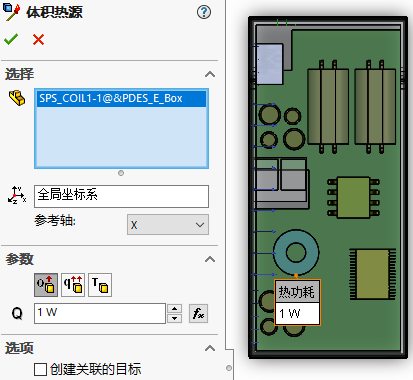 体积热源
选择
SPS_COIL1-1@&PDES_E_Box
全局坐标系
参考轴:
X
参数
Q
1 W
fx
热功耗
1 W
选项
创建关联的目标